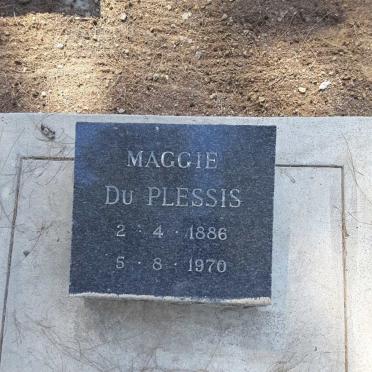 MAGGIE
DU PLESSIS
2 · 4 · 1886
5 · 8 · 1970